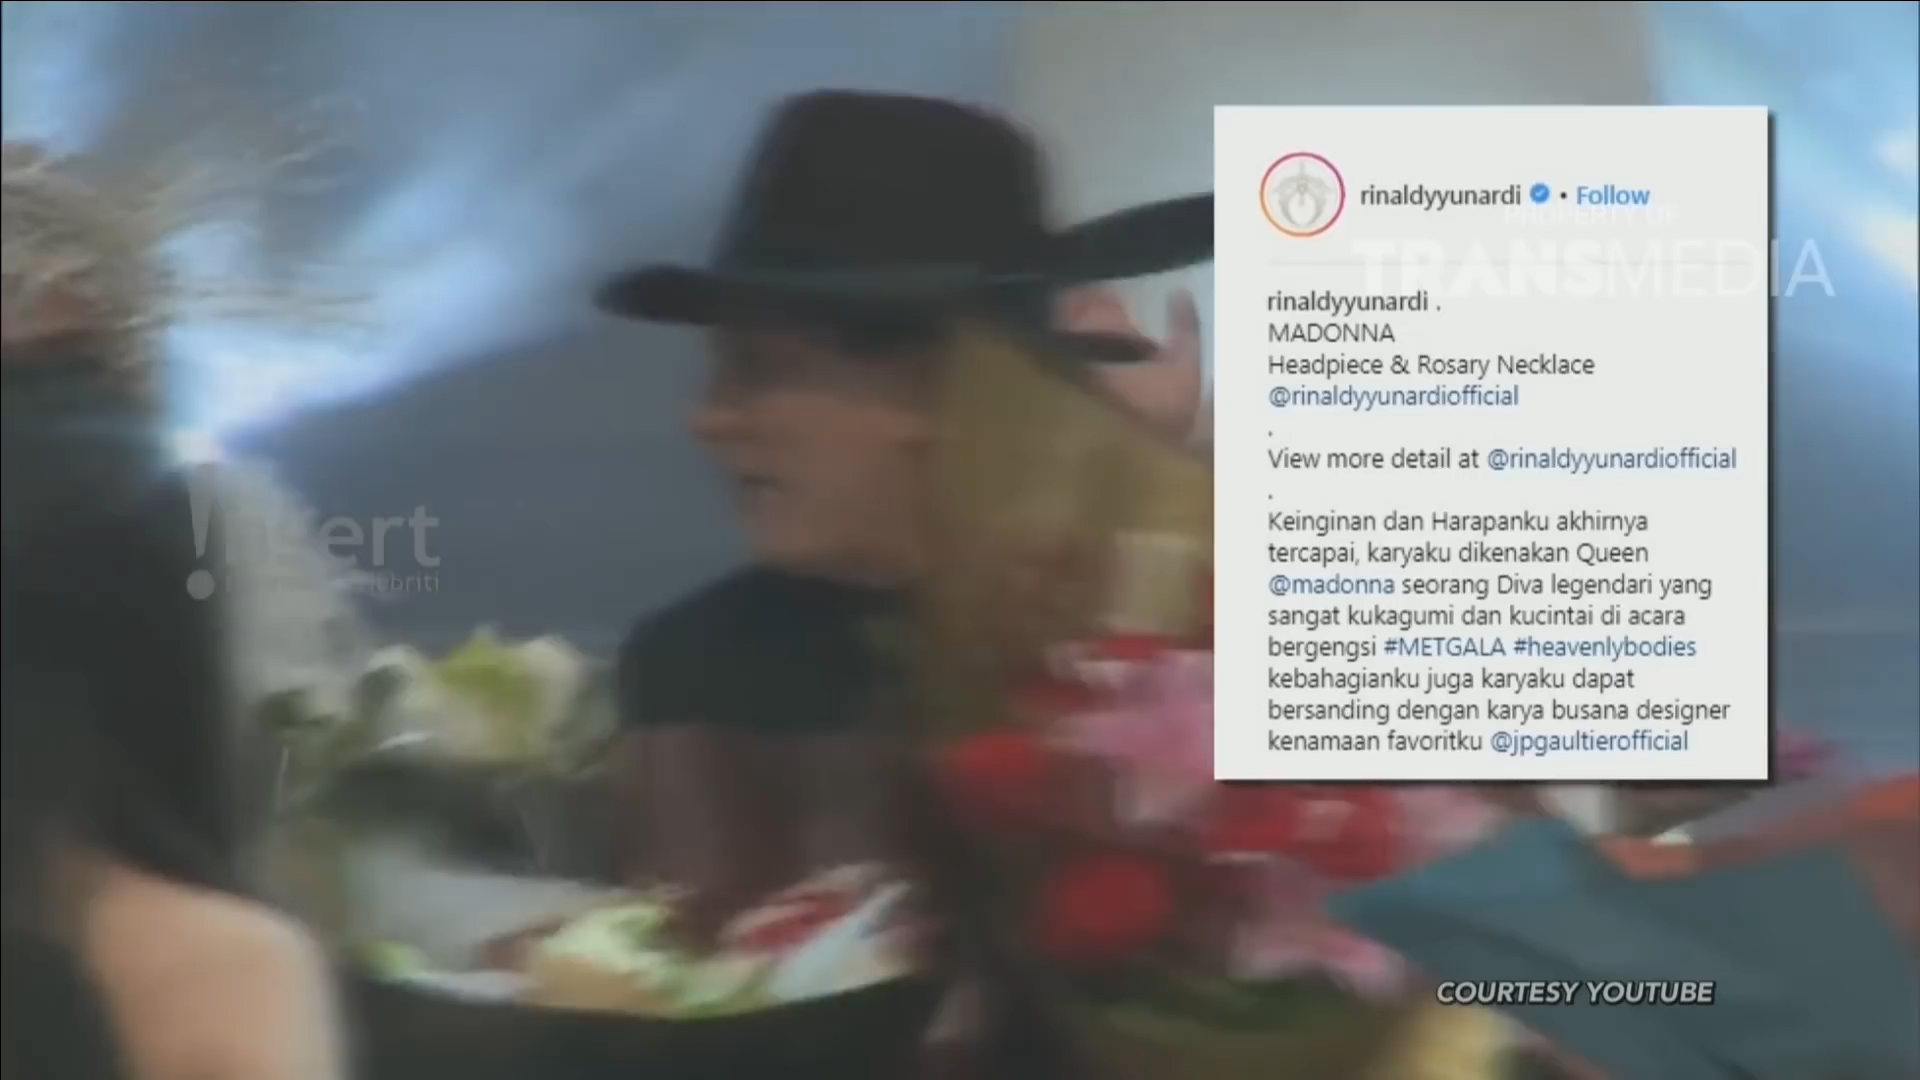 rinaldyyunardi • Follow
PROPERTY OF
TRANSMEDIA
rinaldyyunardi .
MADONNA
Headpiece & Rosary Necklace
@rinaldyyunardiofficial
.
View more detail at @rinaldyyunardiofficial
.
Keinginan dan Harapanku akhirnya
tercapai, karyaku dikenakan Queen
@madonna seorang Diva legendari yang
sangat kukagumi dan kucintai di acara
bergengsi #METGALA #heavenlybodies
kebahagianku juga karyaku dapat
bersanding dengan karya busana designer
kenamaan favoritku @jpgaultierofficial
COURTESY YOUTUBE